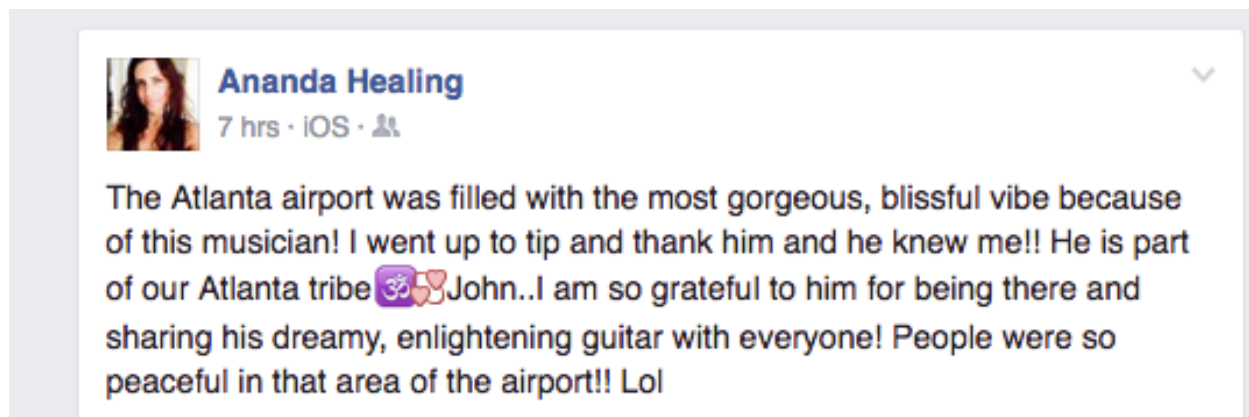 Ananda Healing
7 hrs · iOS ·
The Atlanta airport was filled with the most gorgeous, blissful vibe because
of this musician! I went up to tip and thank him and he knew me!! He is part
of our Atlanta tribe🕉💞John..I am so grateful to him for being there and
sharing his dreamy, enlightening guitar with everyone! People were so
peaceful in that area of the airport!! Lol